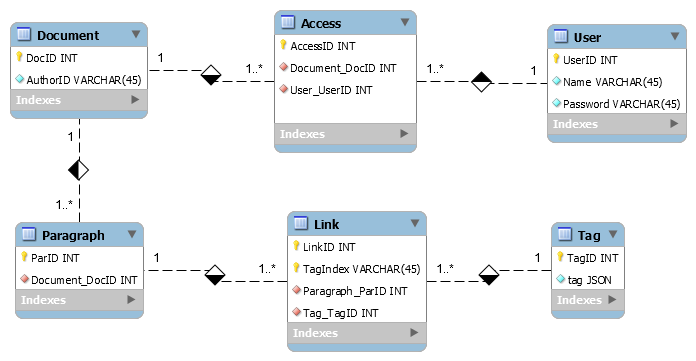 Document
DocID INT
AuthorID VARCHAR(45)
Indexes
1
1..*
Access
AccessID INT
Document_DocID INT
User_UserID INT
Indexes
1..*
1
User
UserID INT
Name VARCHAR(45)
Password VARCHAR(45)
Indexes
1
1..*
Paragraph
ParID INT
Document_DocID INT
Indexes
1
1..*
Link
LinkID INT
TagIndex VARCHAR(45)
Paragraph_ParID INT
Tag_TagID INT
Indexes
1..*
1
Tag
TagID INT
tag JSON
Indexes